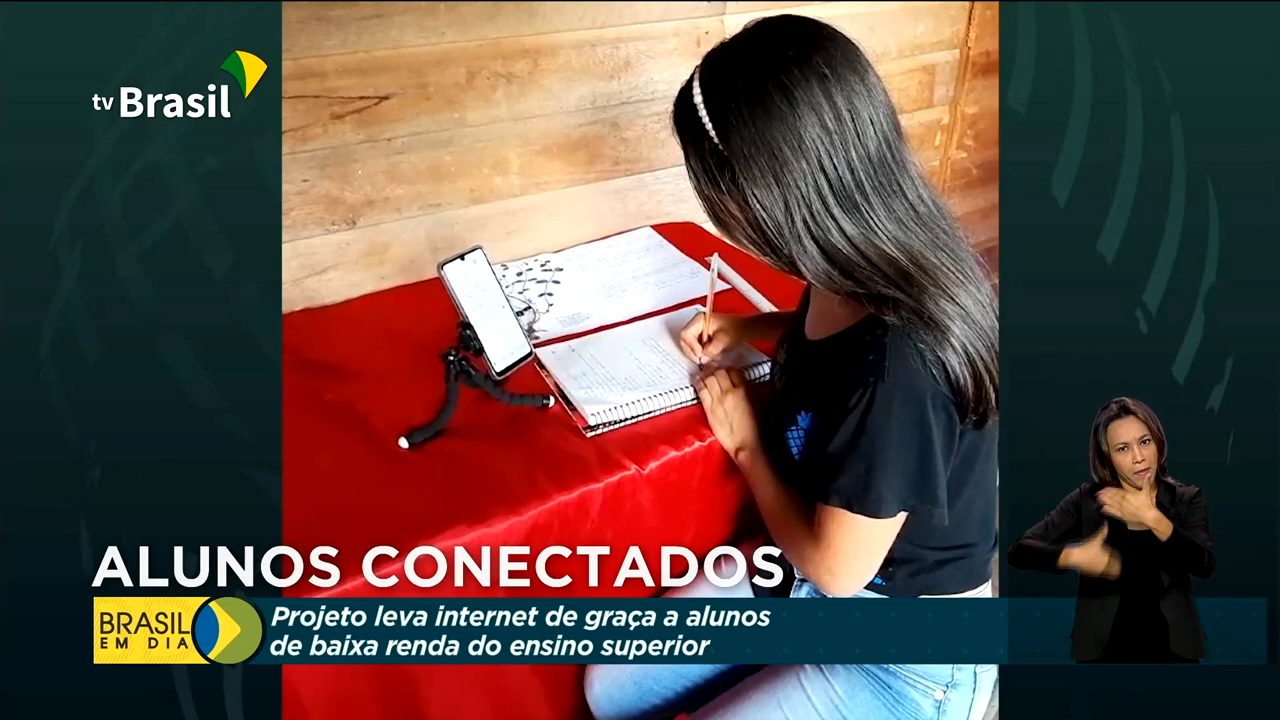 tv Brasil
ALUNOS CONECTADOS
BRASIL
EM DIA
Projeto leva internet de graça a alunos
de baixa renda do ensino superior